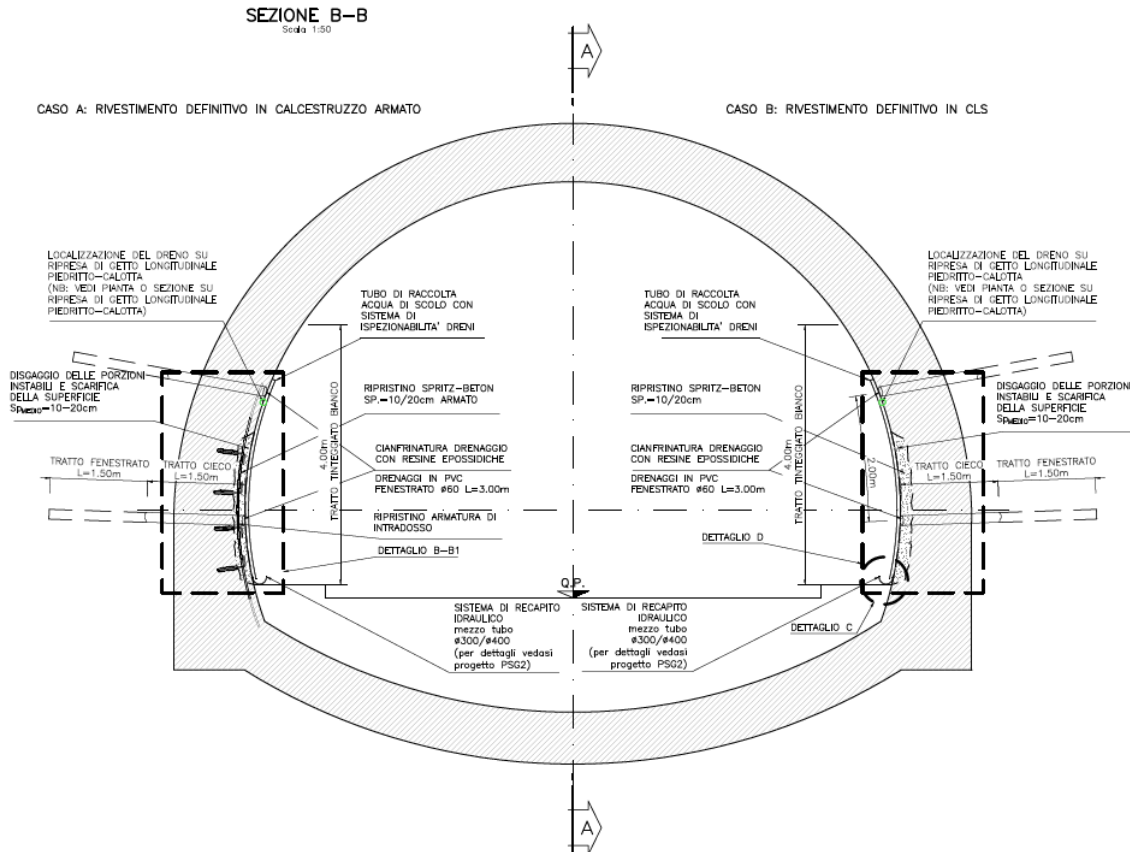 SEZIONE B-B
Scala 1:50
A
CASO A: RIVESTIMENTO DEFINITIVO IN CALCESTRUZZO ARMATO
CASO B: RIVESTIMENTO DEFINITIVO IN CLS
LOCALIZZAZIONE DEL DRENO SU
RIPRESA DI GETTO LONGITUDINALE
PIEDRITTO-CALOTTA
(NB: VEDI PIANTA O SEZIONE SU
RIPRESA DI GETTO LONGITUDINALE
PIEDRITTO-CALOTTA)
TUBO DI RACCOLTA
ACQUA DI SCOLO CON
SISTEMA DI
ISPEZIONABILITA' DRENI
TUBO DI RACCOLTA
ACQUA DI SCOLO CON
SISTEMA DI
ISPEZIONABILITA' DRENI
LOCALIZZAZIONE DEL DRENO SU
RIPRESA DI GETTO LONGITUDINALE
PIEDRITTO-CALOTTA
(NB: VEDI PIANTA O SEZIONE SU
RIPRESA DI GETTO LONGITUDINALE
PIEDRITTO-CALOTTA)
DISGAGGIO DELLE PORZIONI
INSTABILI E SCARIFICA
DELLA SUPERFICIE
SPMEDIO=10-20cm
RIPRISTINO SPRITZ-BETON
SP.=10/20cm ARMATO
RIPRISTINO SPRITZ-BETON
SP.=10/20cm
DISGAGGIO DELLE PORZIONI
INSTABILI E SCARIFICA
DELLA SUPERFICIE
SPMEDIO=10-20cm
4.00m
TRATTO TINTEGGIATO BIANCO
4.00m
TRATTO TINTEGGIATO BIANCO
2.00m
TRATTO FENESTRATO
L=1.50m
TRATTO CIECO
L=1.50m
CIANFRINATURA DRENAGGIO
CON RESINE EPOSSIDICHE
DRENAGGI IN PVC
FENESTRATO ø60 L=3.00m
RIPRISTINO ARMATURA DI
INTRADOSSO
DETTAGLIO B-B1
CIANFRINATURA DRENAGGIO
CON RESINE EPOSSIDICHE
DRENAGGI IN PVC
FENESTRATO ø60 L=3.00m
DETTAGLIO D
TRATTO CIECO
L=1.50m
TRATTO FENESTRATO
L=1.50m
Q.P.
SISTEMA DI RECAPITO
IDRAULICO
mezzo tubo
ø300/ø400
(per dettagli vedasi
progetto PSG2)
SISTEMA DI RECAPITO
IDRAULICO
mezzo tubo
ø300/ø400
(per dettagli vedasi
progetto PSG2)
DETTAGLIO C
A